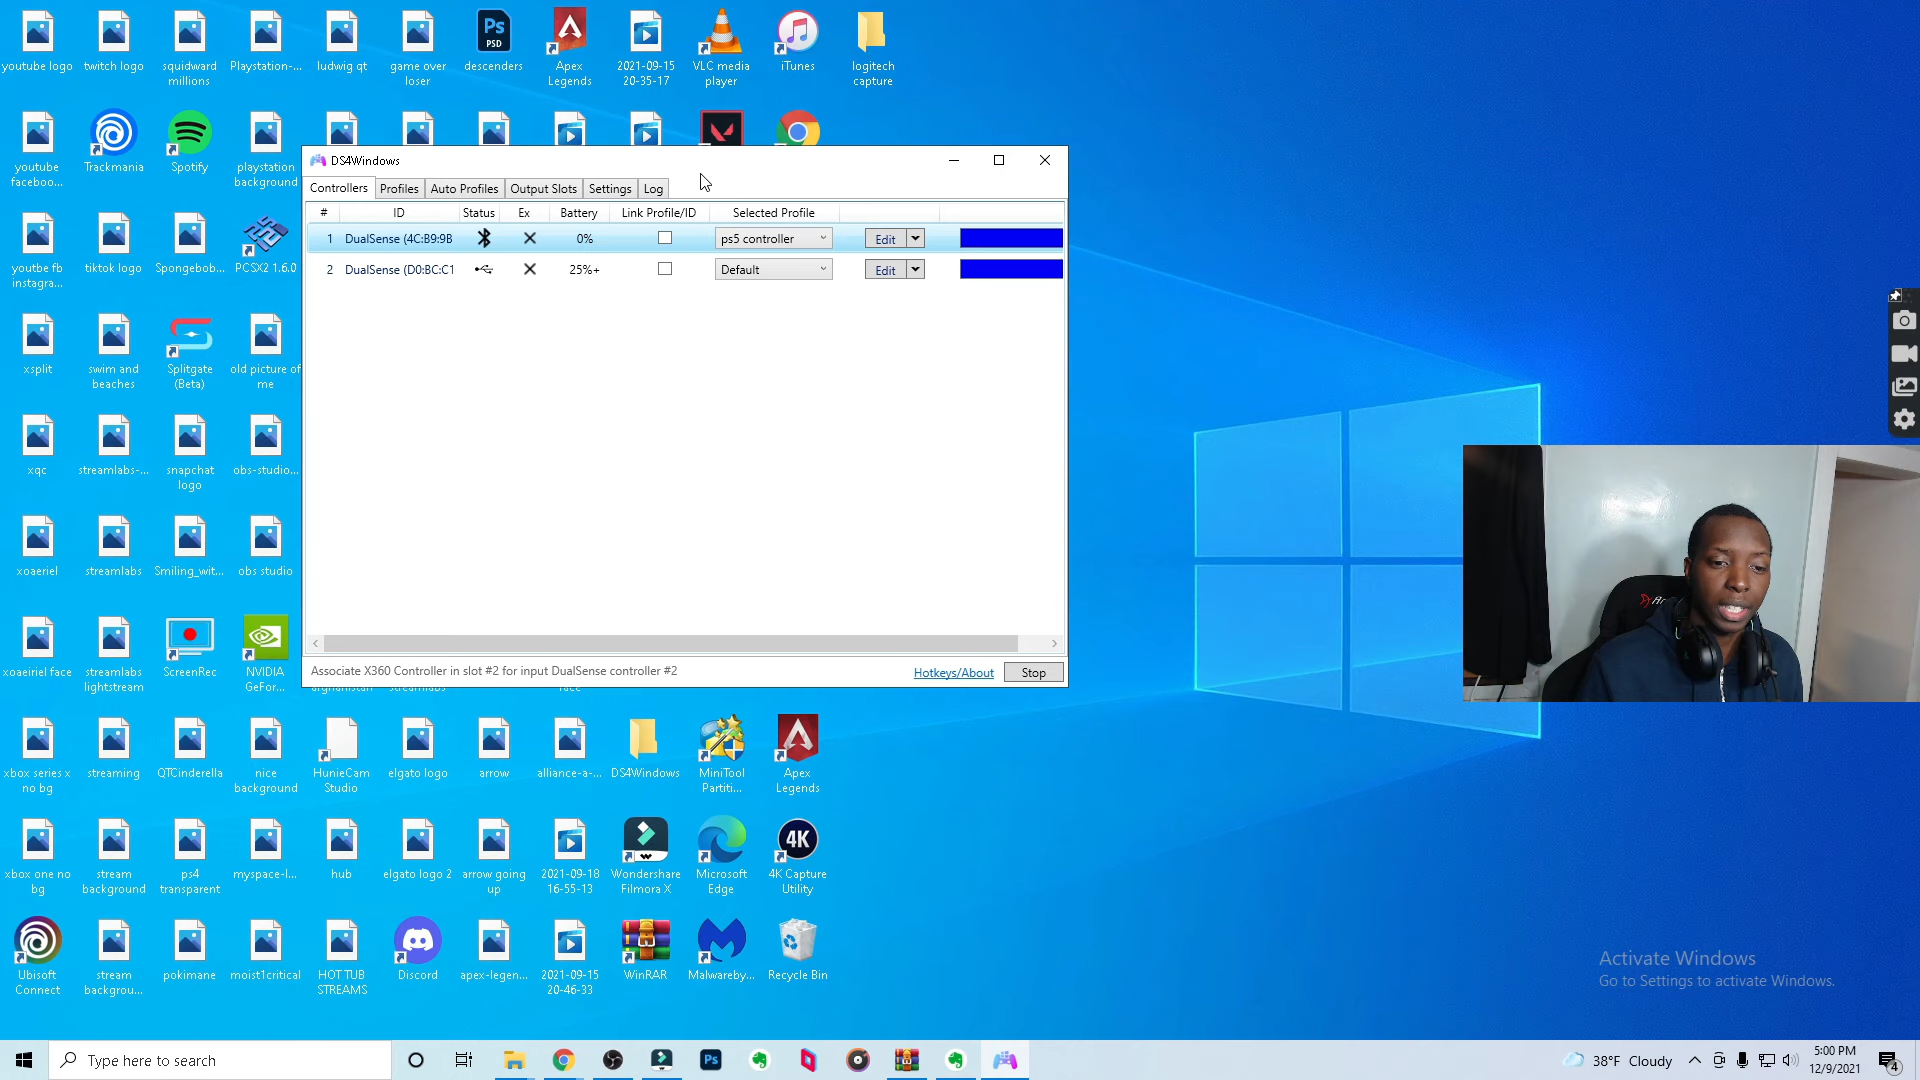 youtube logo
twitch logo
squidward
millions
Playstation-...
ludwig qt
game over
loser
Ps
PSD
descenders
Apex
Legends
2021-09-15
20-35-17
VLC media
player
iTunes
logitech
capture
youtube
faceboo...
Trackmania
Spotify
playstation
background
DS4Windows
Controllers
Profiles
Auto Profiles
Output Slots
Settings
Log
# ID Status Ex Battery Link Profile/ID Selected Profile
1 DualSense (4C:B9:9B 0% ps5 controller Edit
2 DualSense (D0:BC:C1 25%+ Default Edit
Associate X360 Controller in slot #2 for input DualSense controller #2
Hotkeys/About
Stop
youtbe fb
instagra...
tiktok logo
Spongebob...
PCSX2 1.6.0
xsplit
swim and
beaches
Splitgate
(Beta)
old picture of
me
xqc
streamlabs-...
snapchat
logo
obs-studio...
xoaeriel
streamlabs
Smiling_wit...
obs studio
xoaeiriel face
streamlabs
lightstream
ScreenRec
NVIDIA
GeFor...
afghanistan
streamlabs
face
xbox series x
no bg
streaming
QTCinderella
nice
background
HunieCam
Studio
elgato logo
arrow
alliance-a-...
DS4Windows
MiniTool
Partiti...
Apex
Legends
xbox one no
bg
stream
background
ps4
transparent
myspace-l...
hub
elgato logo 2
arrow going
up
2021-09-18
16-55-13
Wondershare
Filmora X
Microsoft
Edge
4K
4K Capture
Utility
Ubisoft
Connect
stream
backgrou...
pokimane
moist1critical
HOT TUB
STREAMS
Discord
apex-legen...
2021-09-15
20-46-33
WinRAR
Malwareby...
Recycle Bin
Activate Windows
Go to Settings to activate Windows.
Type here to search
Ps
38°F Cloudy
5:00 PM
12/9/2021
4